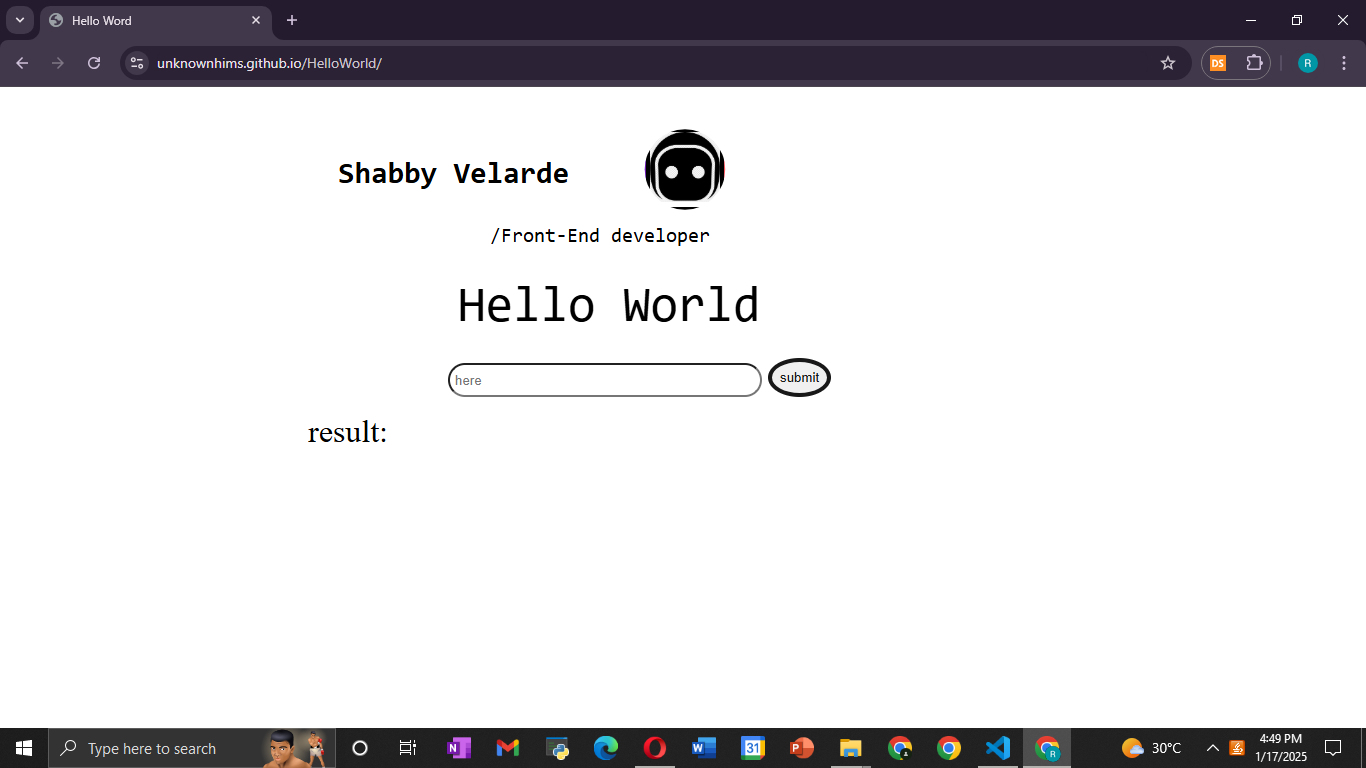 Hello Word
unknownhims.github.io/HelloWorld/
DS
R
Shabby Velarde
/Front-End developer
Hello World
here
submit
result:
Type here to search
N
W
31
P
R
30°C
4:49 PM
1/17/2025